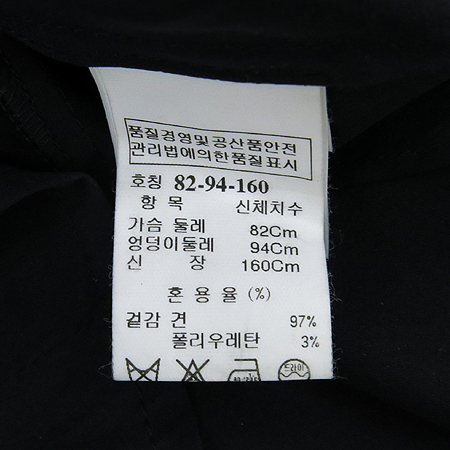 품질경영및공산품안전
관리법에의한품질표시
호칭 82-94-160
항 목 신체치수
가슴 둘레 82Cm
엉덩이둘레 94Cm
신 장 160Cm
혼 용 율 (%)
겉감 견 97%
폴리우레탄 3%
드라이